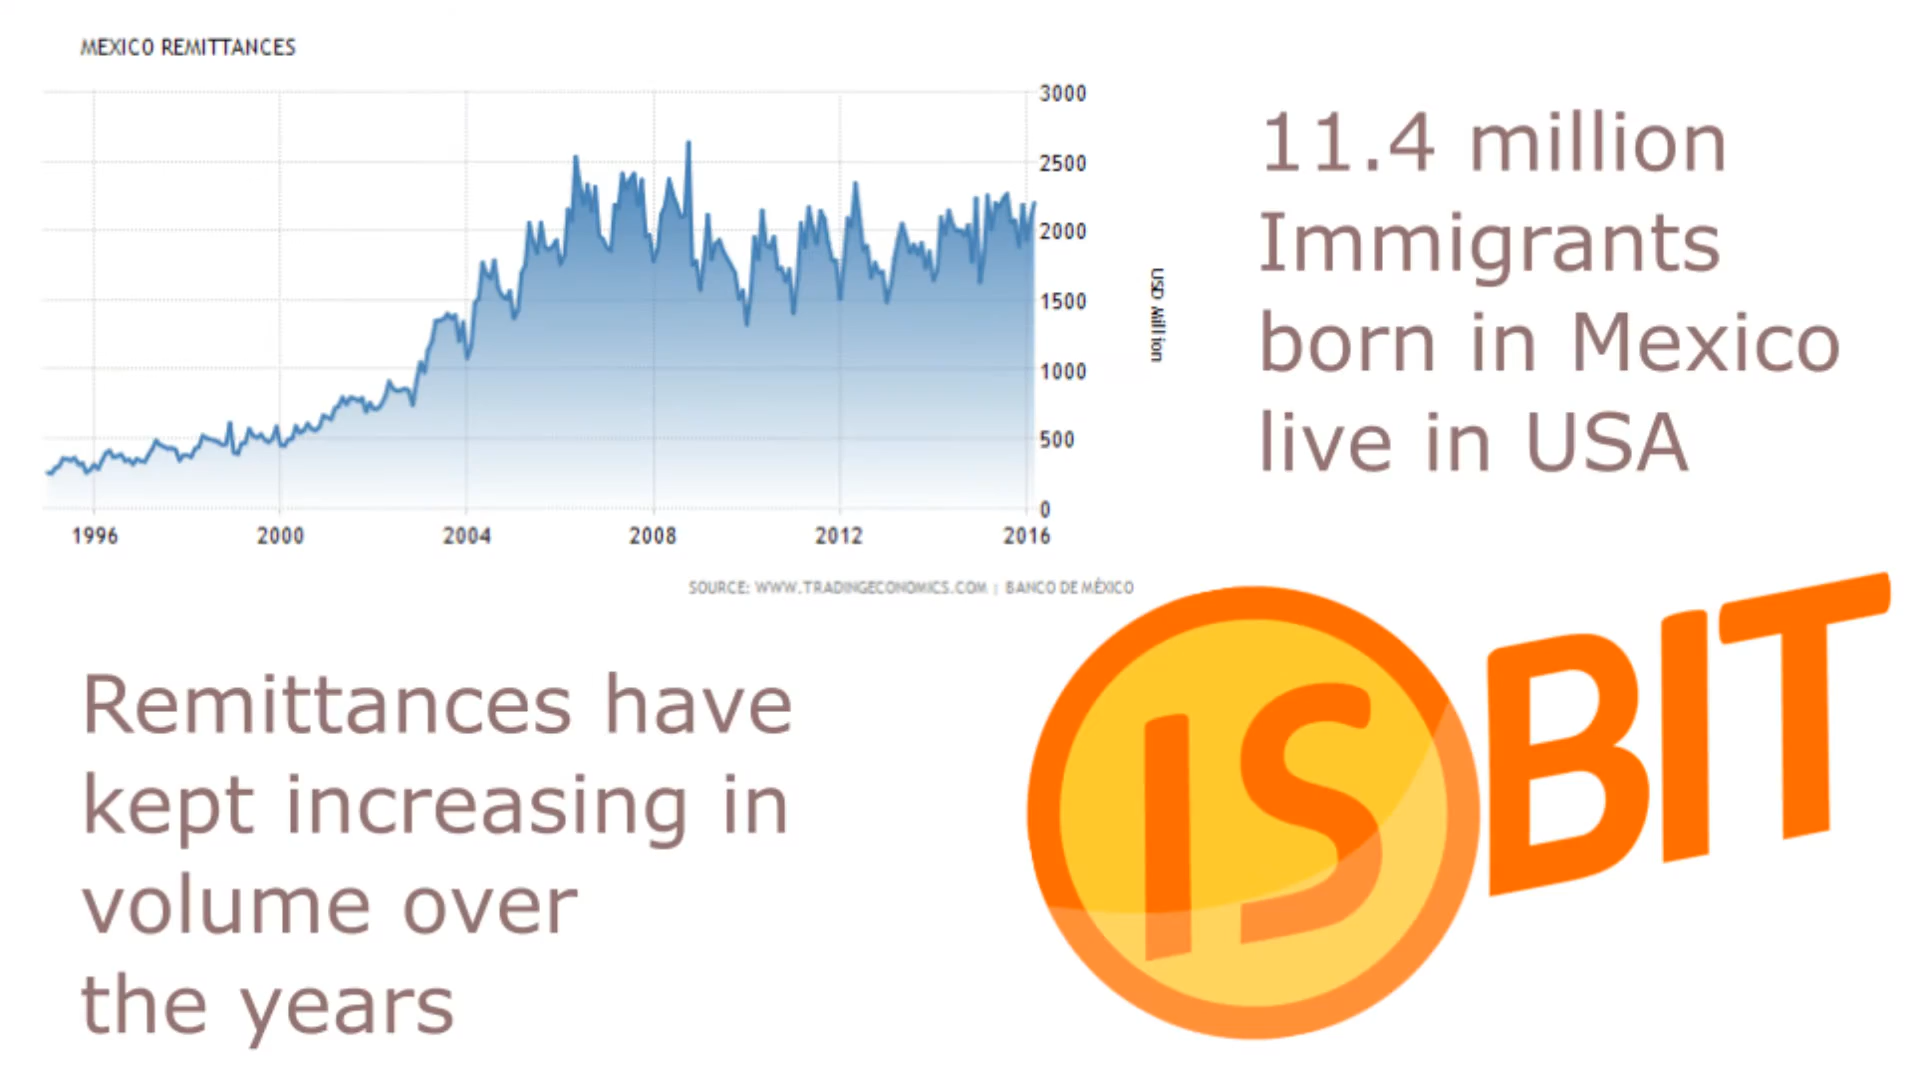 MEXICO REMITTANCES
3000
2500
2000
1500
1000
500
0
USD Million
1996 2000 2004 2008 2012 2016
SOURCE: WWW.TRADINGECONOMICS.COM | BANCO DE MÉXICO
11.4 million
Immigrants
born in Mexico
live in USA
Remittances have
kept increasing in
volume over
the years
ISBIT